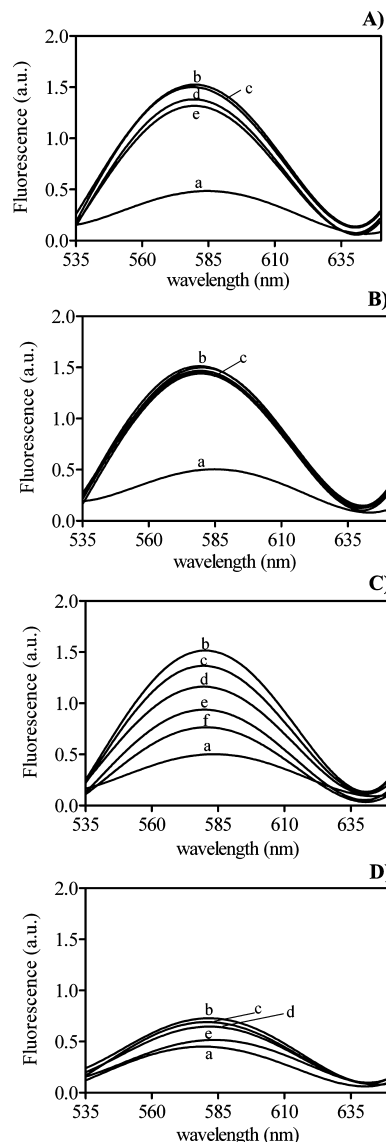 A)
2.0
b
c
1.5
d
e
1.0
Fluorescence (a.u.)
0.5
a
0.0
535 560 585 610 635
wavelength (nm)
B)
2.0
b c
1.5
1.0
Fluorescence (a.u.)
0.5
a
0.0
535 560 585 610 635
wavelength (nm)
C)
2.0
b
1.5
c
d
1.0
e
f
Fluorescence (a.u.)
0.5
a
0.0
535 560 585 610 635
wavelength (nm)
D)
2.0
1.5
1.0
b c d
Fluorescence (a.u.)
0.5
e
a
0.0
535 560 585 610 635
wavelength (nm)